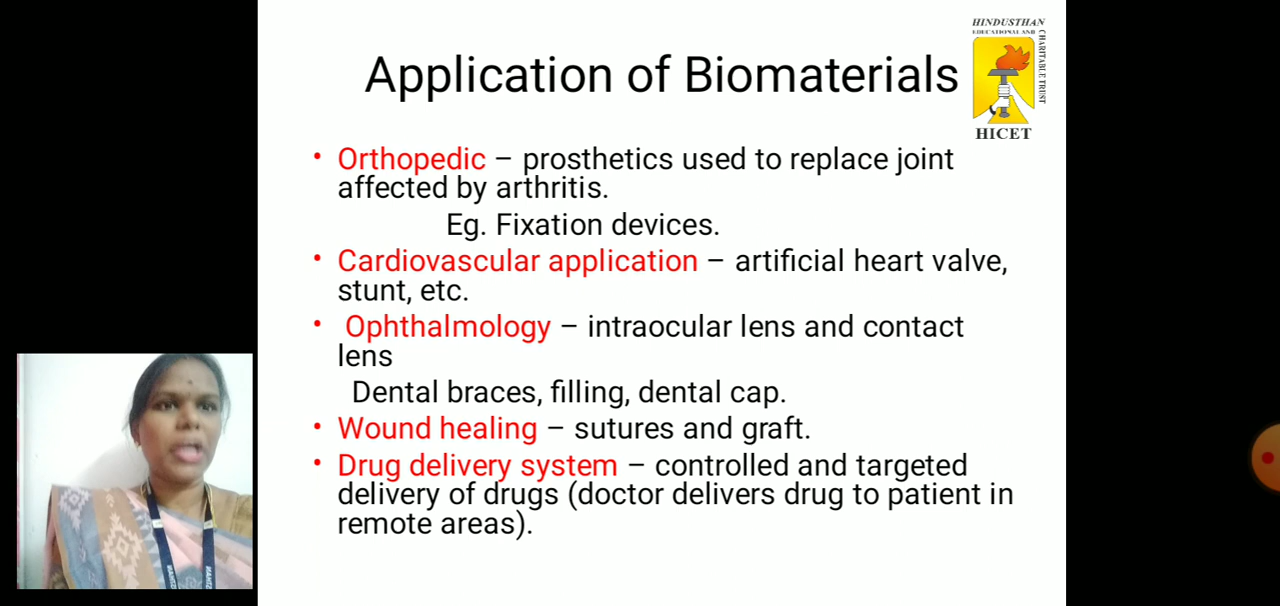 HINDUSTHAN
EDUCATIONAL AND
CHARITABLE TRUST
HICET
Application of Biomaterials
• Orthopedic – prosthetics used to replace joint
affected by arthritis.
Eg. Fixation devices.
• Cardiovascular application – artificial heart valve,
stunt, etc.
• Ophthalmology – intraocular lens and contact
lens
Dental braces, filling, dental cap.
• Wound healing – sutures and graft.
• Drug delivery system – controlled and targeted
delivery of drugs (doctor delivers drug to patient in
remote areas).